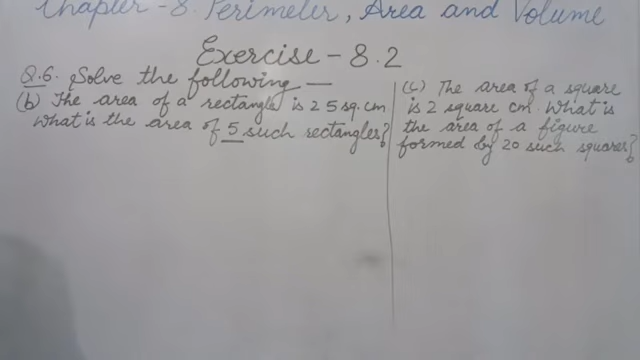 Chapter - 8. Perimeter, Area and Volume
Exercise - 8.2
Q.6. Solve the following —
(b) The area of a rectangle is 25 sq. cm
What is the area of 5 such rectangles?
(c) The area of a square
is 2 square cm. What is
the area of a figure
formed by 20 such squares?